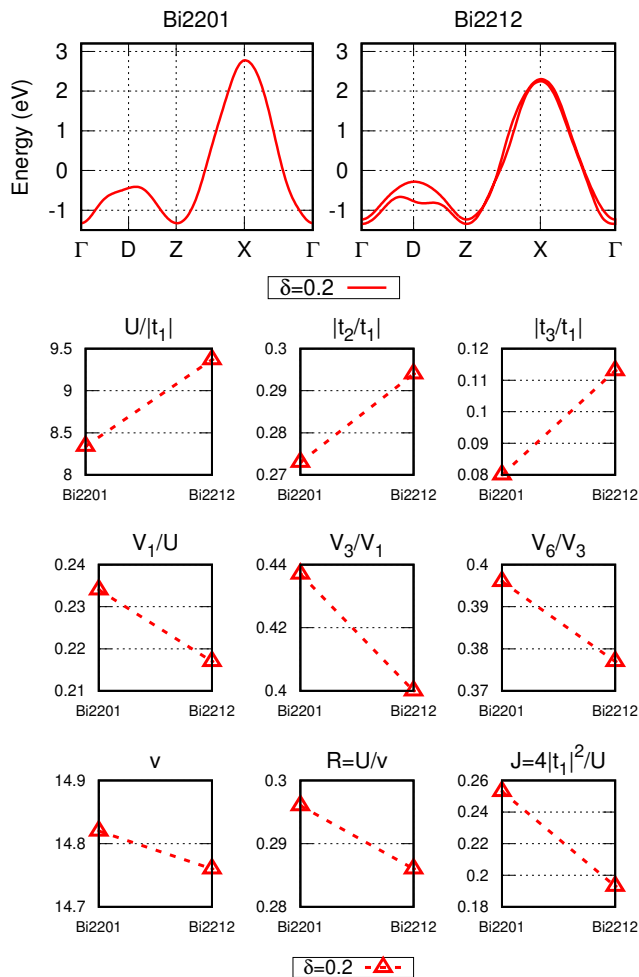 Bi2201 Bi2212
Energy (eV)
3 3
2 2
1 1
0 0
-1 -1
Γ D Z X Γ Γ D Z X Γ
δ=0.2
U/|t₁| |t₂/t₁| |t₃/t₁|
9.5 0.3 0.12
9 0.29 0.11
0.1
8.5 0.28 0.09
8 0.27 0.08
Bi2201 Bi2212 Bi2201 Bi2212 Bi2201 Bi2212
V₁/U V₃/V₁ V₆/V₃
0.24 0.44 0.4
0.23 0.42 0.39
0.22 0.38
0.21 0.4 0.37
Bi2201 Bi2212 Bi2201 Bi2212 Bi2201 Bi2212
v R=U/v J=4|t₁|²/U
14.9 0.3 0.26
0.24
14.8 0.29 0.22
0.2
14.7 0.28 0.18
Bi2201 Bi2212 Bi2201 Bi2212 Bi2201 Bi2212
δ=0.2